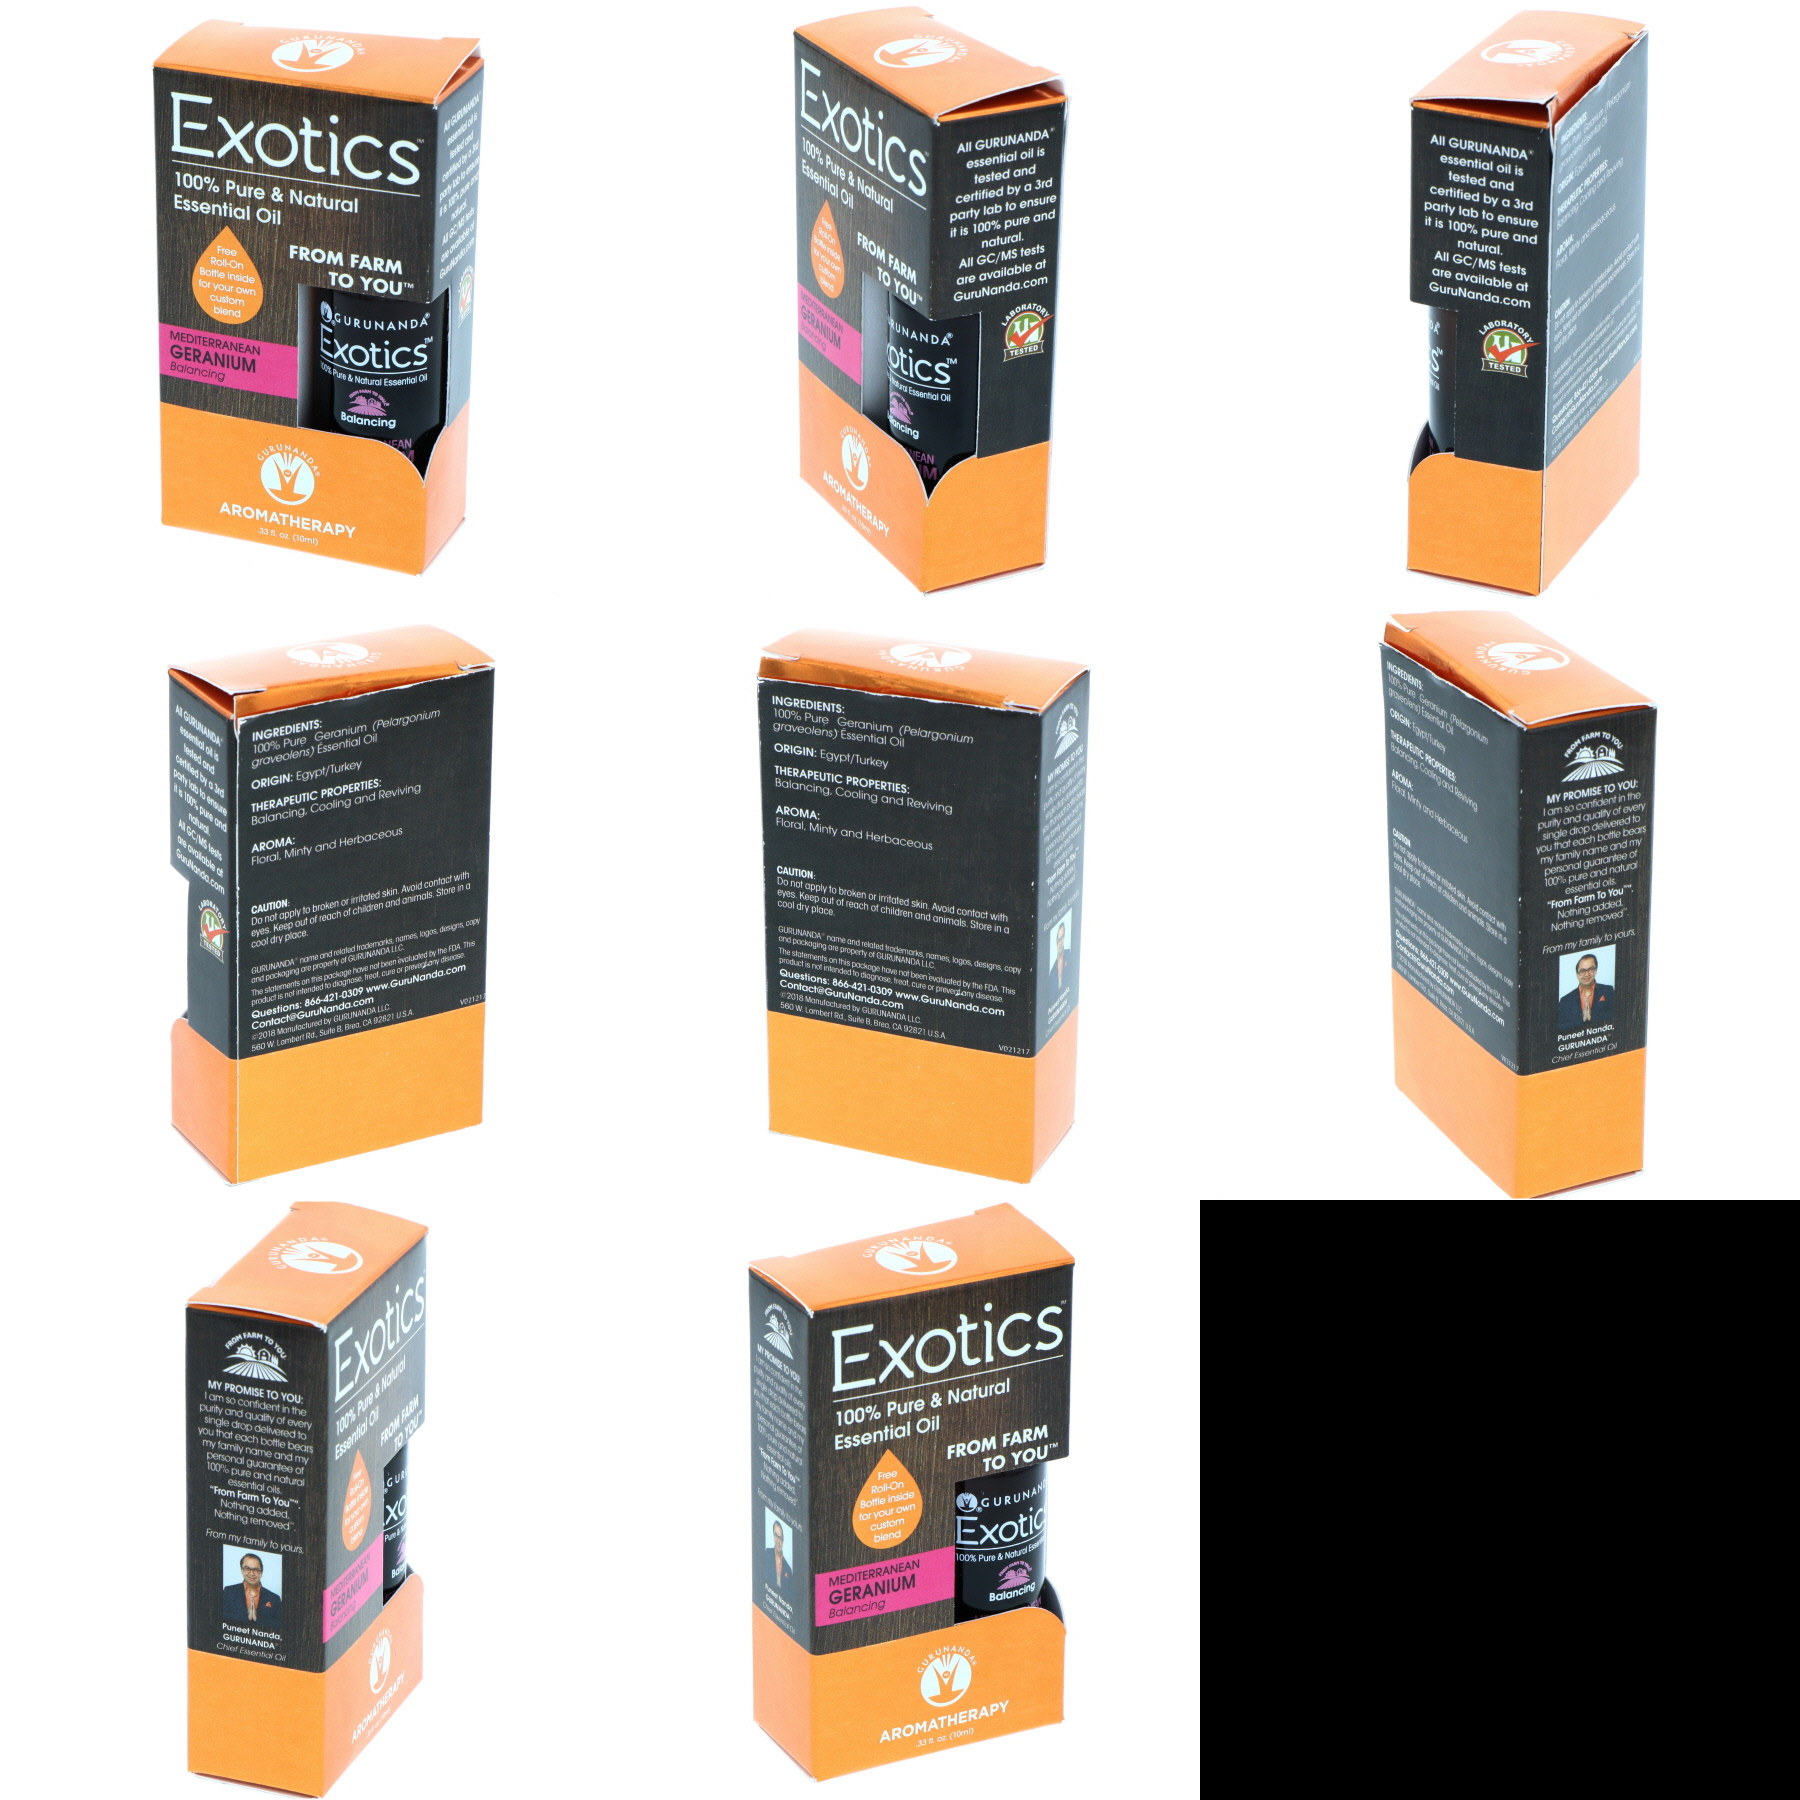 GURUNANDA®
Exotics™
100% Pure & Natural
Essential Oil
Free
Roll-On
Bottle inside
for your own
custom
blend
FROM FARM
TO YOU™
MEDITERRANEAN
GERANIUM
Balancing
GURUNANDA®
Exotics™
100% Pure & Natural Essential Oil
FROM FARM TO YOU
Balancing
GURUNANDA®
AROMATHERAPY
.33 fl. oz. (10ml)
All GURUNANDA®
essential oil is
tested and
certified by a 3rd
party lab to ensure
it is 100% pure and
natural.
All GC/MS tests
are available at
GuruNanda.com
LABORATORY
TESTED
INGREDIENTS:
100% Pure Geranium (Pelargonium
graveolens) Essential Oil
ORIGIN: Egypt/Turkey
THERAPEUTIC PROPERTIES:
Balancing, Cooling and Reviving
AROMA:
Floral, Minty and Herbaceous
CAUTION:
Do not apply to broken or irritated skin. Avoid contact with
eyes. Keep out of reach of children and animals. Store in a
cool dry place.
GURUNANDA® name and related trademarks, names, logos, designs, copy
and packaging are property of GURUNANDA LLC.
The statements on this package have not been evaluated by the FDA. This
product is not intended to diagnose, treat, cure or prevent any disease.
Questions: 866-421-0309 www.GuruNanda.com
Contact@GuruNanda.com
©2018 Manufactured by GURUNANDA LLC.
560 W. Lambert Rd., Suite B, Brea, CA 92821 U.S.A.
V021217
FROM FARM TO YOU
MY PROMISE TO YOU:
I am so confident in the
purity and quality of every
single drop delivered to
you that each bottle bears
my family name and my
personal guarantee of
100% pure and natural
essential oils.
"From Farm To You™".
Nothing added,
Nothing removed™.
From my family to yours,
Puneet Nanda,
GURUNANDA™
Chief Essential Oil